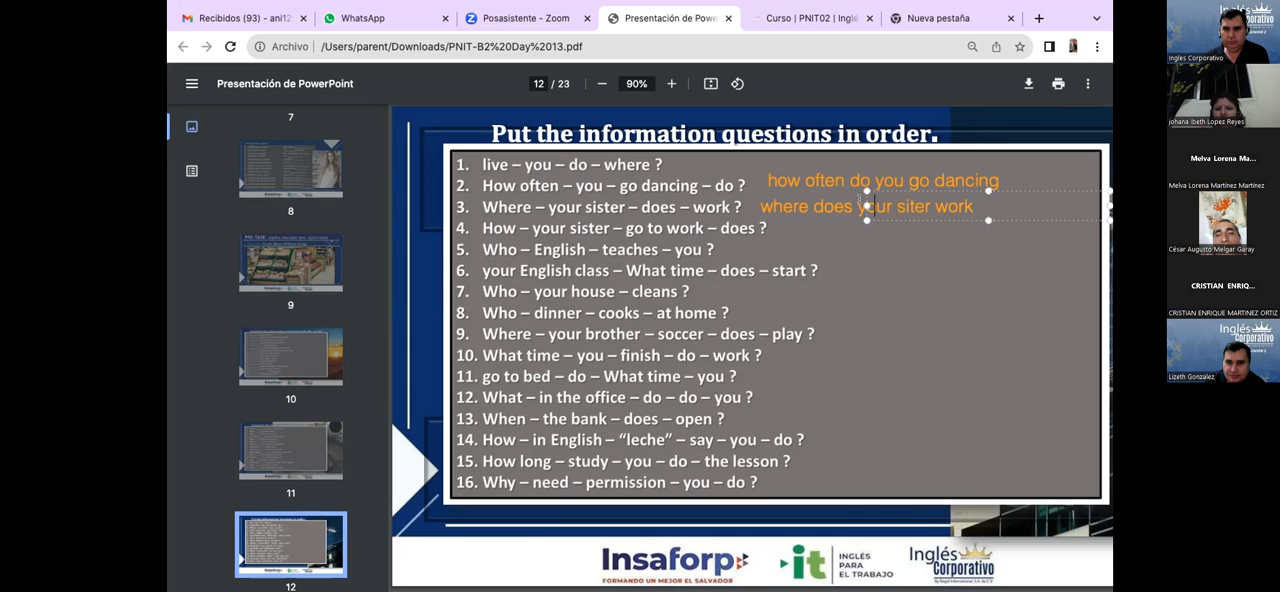 Recibidos (93) - ani12
WhatsApp
Posasistente - Zoom
Presentación de Powe
Curso | PNIT02 | Inglé
Nueva pestaña
Archivo /Users/parent/Downloads/PNIT-B2%20Day%2013.pdf
Presentación de PowerPoint
12 / 23
90%
7
8
9
10
11
12
Put the information questions in order.
1. live – you – do – where ?
2. How often – you – go dancing – do ?
how often do you go dancing
3. Where – your sister – does – work ?
where does your siter work
4. How – your sister – go to work – does ?
5. Who – English – teaches – you ?
6. your English class – What time – does – start ?
7. Who – your house – cleans ?
8. Who – dinner – cooks – at home ?
9. Where – your brother – soccer – does – play ?
10. What time – you – finish – do – work ?
11. go to bed – do – What time – you ?
12. What – in the office – do – do – you ?
13. When – the bank – does – open ?
14. How – in English – “leche” – say – you – do ?
15. How long – study – you – do – the lesson ?
16. Why – need – permission – you – do ?
Insaforp
FORMANDO UN MEJOR EL SALVADOR
it
INGLÉS
PARA
EL TRABAJO
Inglés
Corporativo
Ingles Corporativo
johana Ibeth Lopez Reyes
Melva Lorena Ma...
Melva Lorena Martínez Martínez
César Augusto Melgar Garay
CRISTIAN ENRIQ...
CRISTIAN ENRIQUE MARTINEZ ORTIZ
Inglés
Corporativo
Lizeth Gonzalez